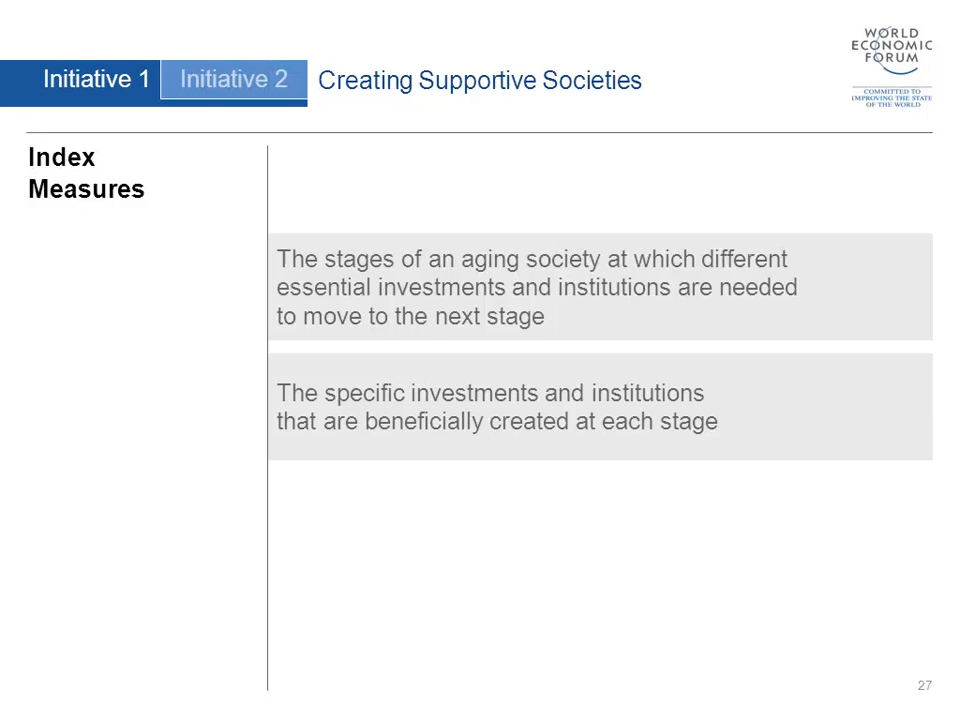 WORLD
ECONOMIC
FORUM
COMMITTED TO
IMPROVING THE STATE
OF THE WORLD
Initiative 1
Initiative 2
Creating Supportive Societies
Index
Measures
The stages of an aging society at which different
essential investments and institutions are needed
to move to the next stage
The specific investments and institutions
that are beneficially created at each stage
27